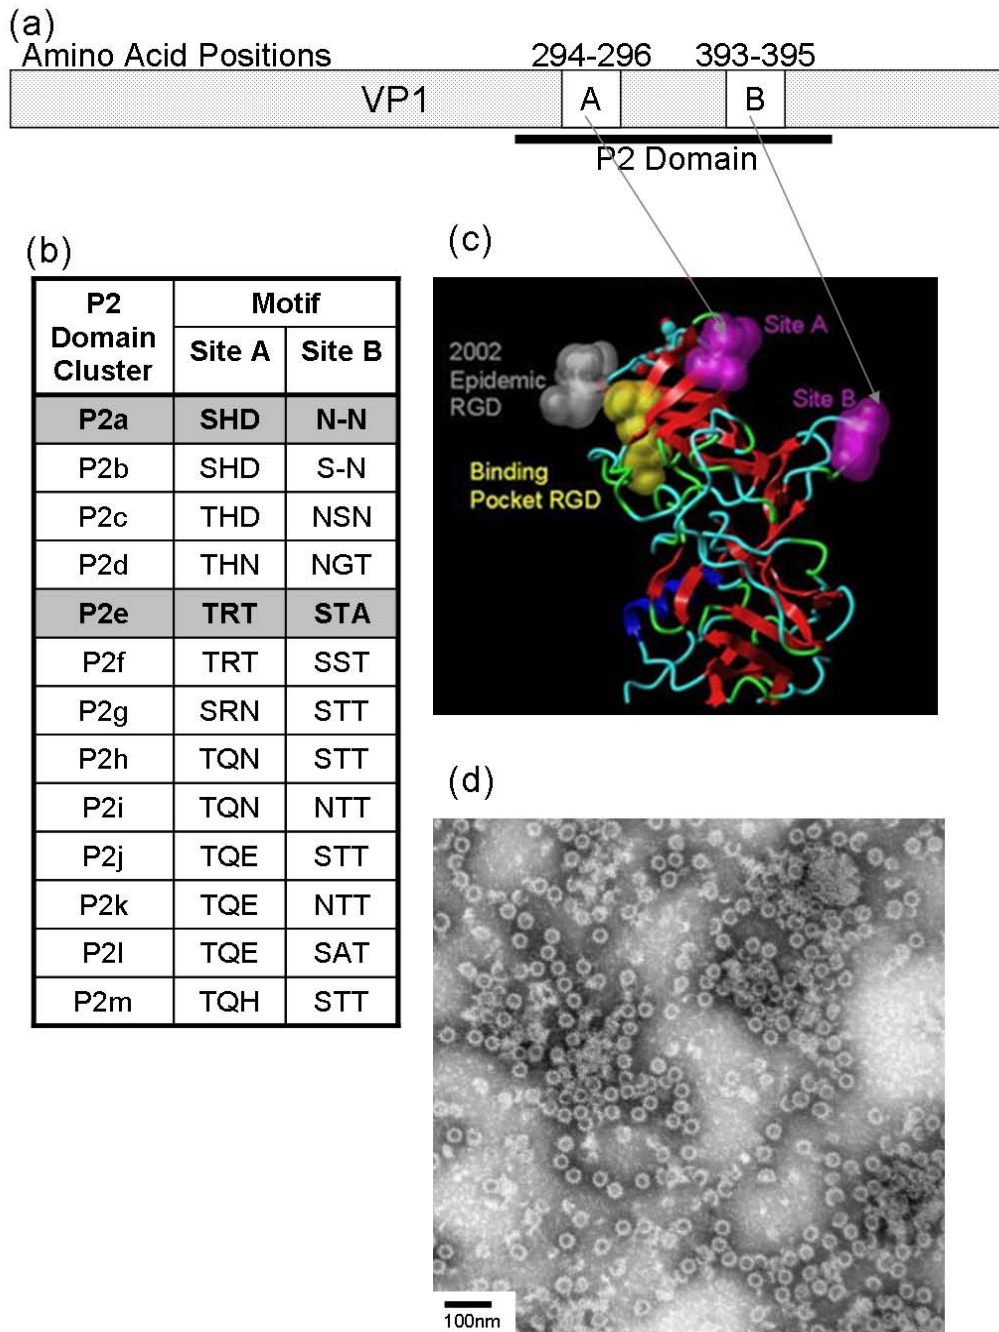 (a)
Amino Acid Positions 294-296 393-395
VP1 A B
P2 Domain
(b)
P2 Domain Cluster Motif
Site A Site B
P2a SHD N-N
P2b SHD S-N
P2c THD NSN
P2d THN NGT
P2e TRT STA
P2f TRT SST
P2g SRN STT
P2h TQN STT
P2i TQN NTT
P2j TQE STT
P2k TQE NTT
P2l TQE SAT
P2m TQH STT
(c)
Site A
2002
Epidemic
RGD
Site B
Binding
Pocket RGD
(d)
100nm